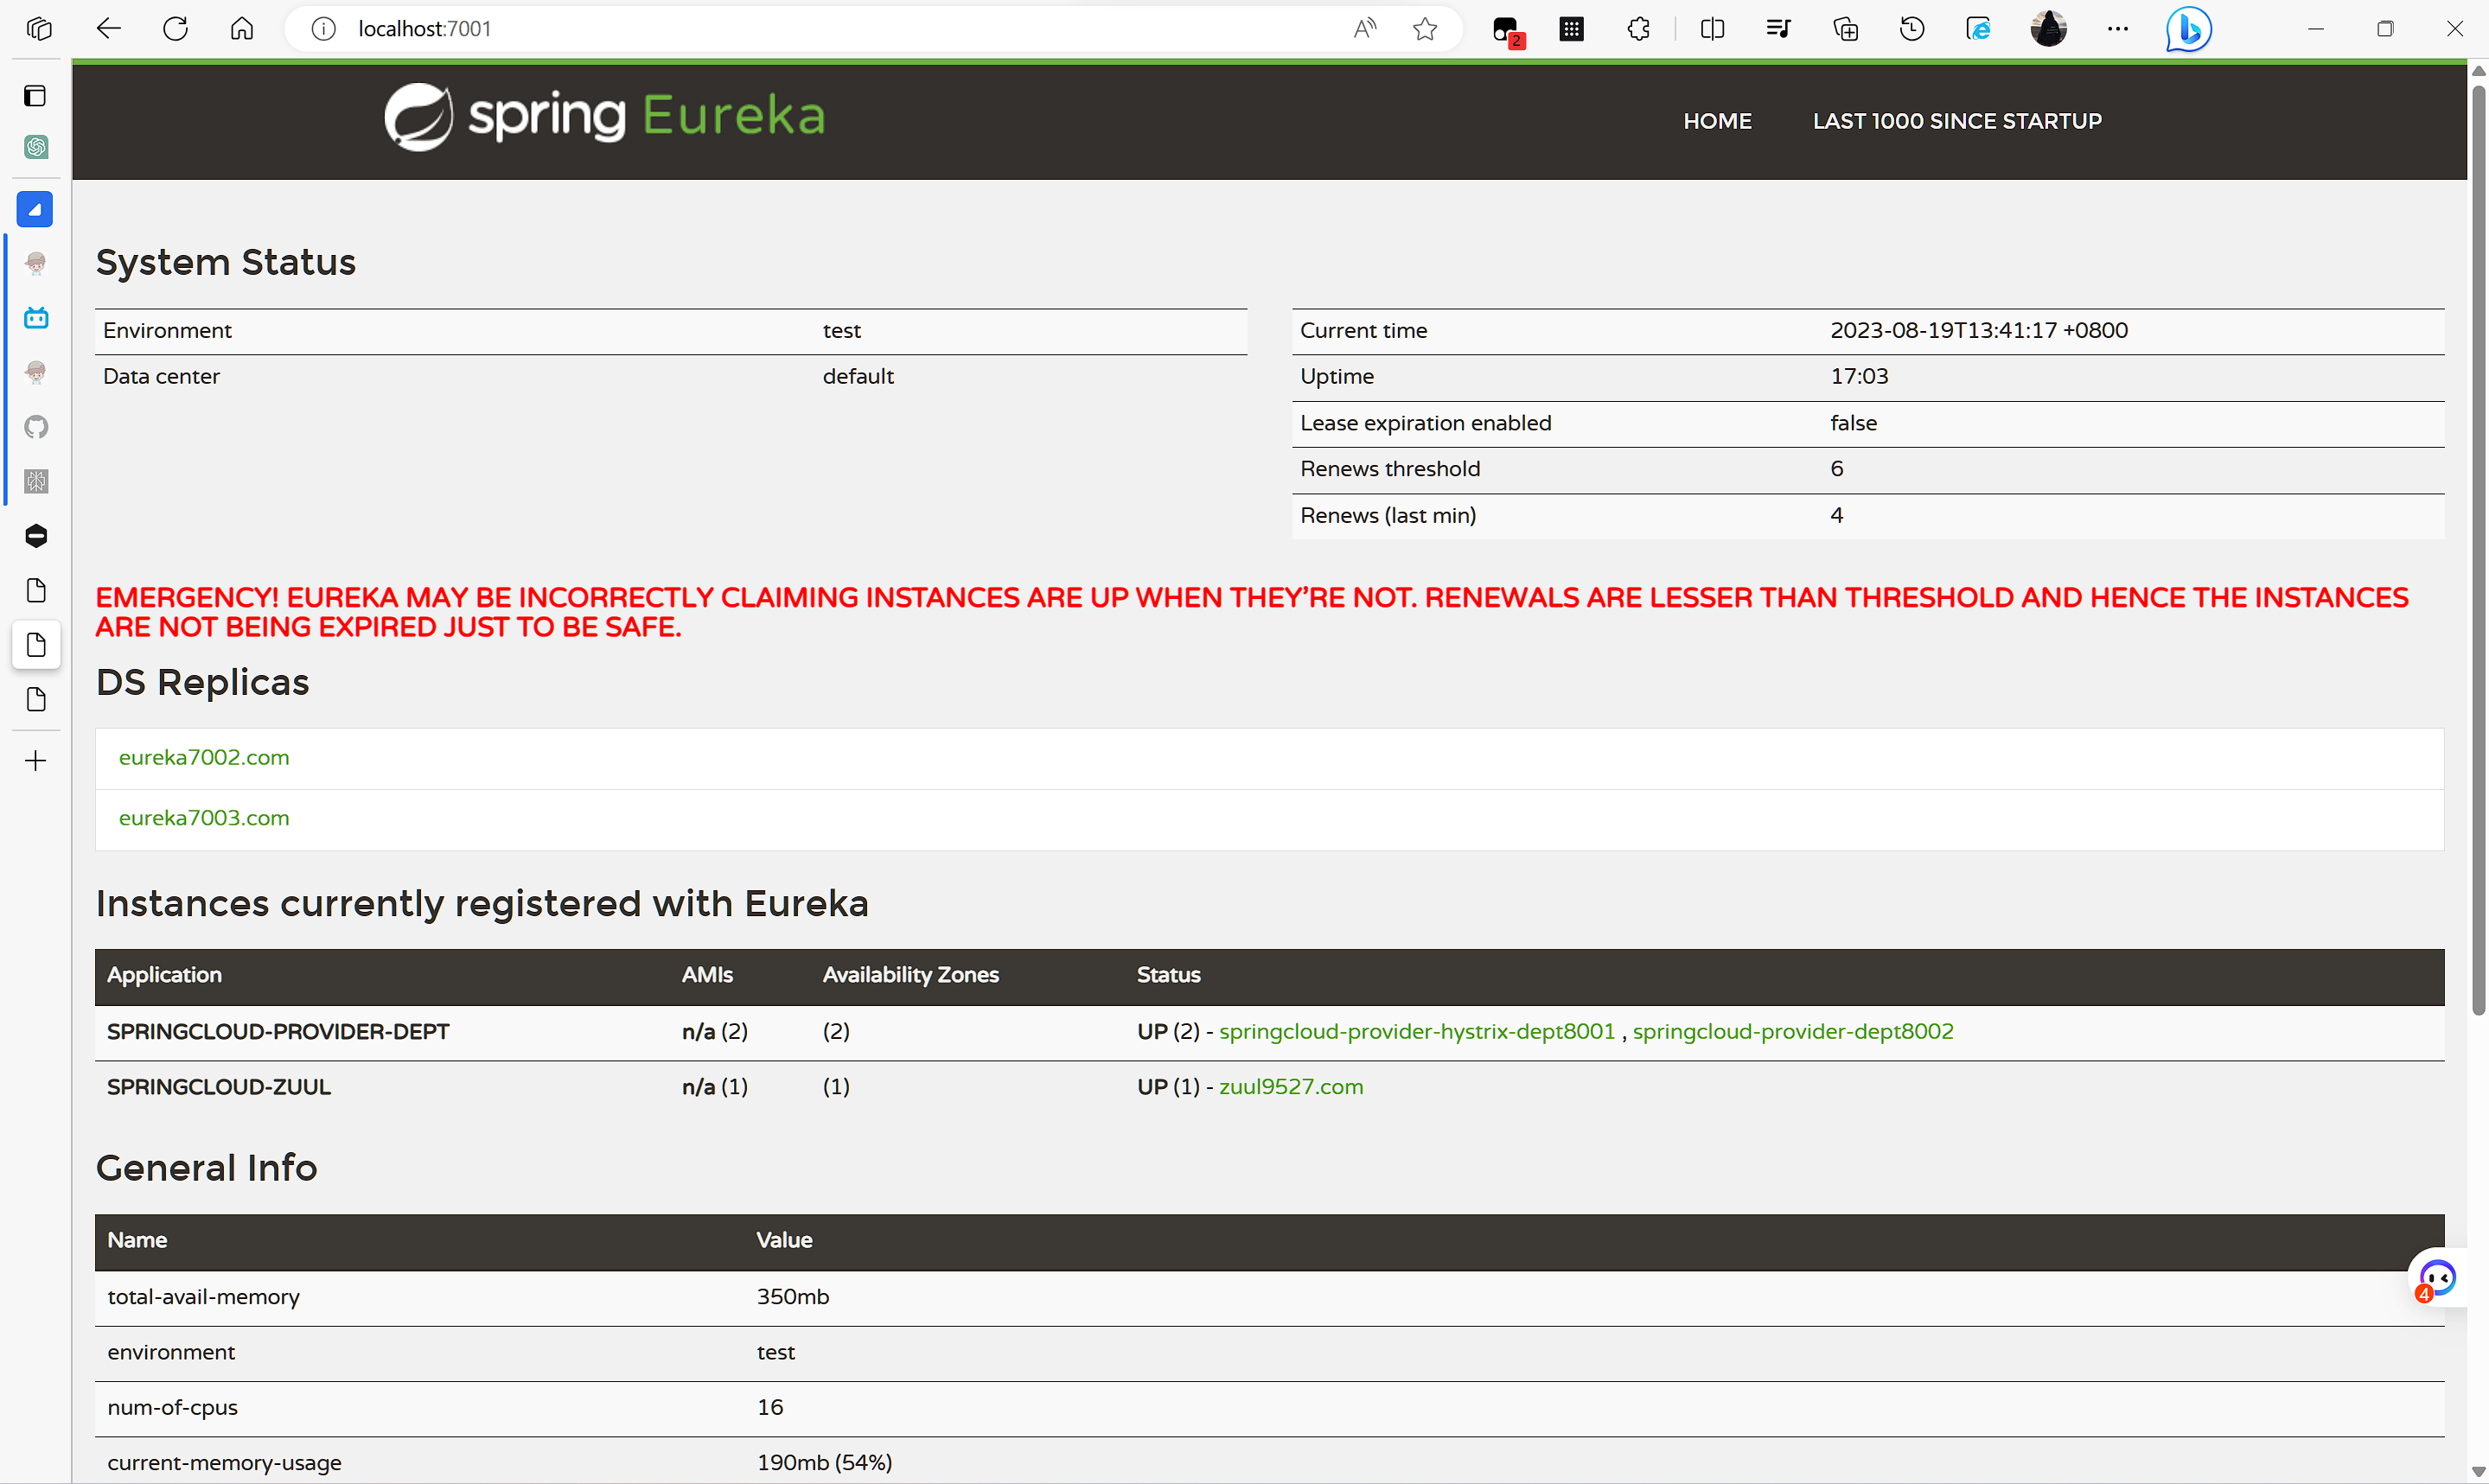 localhost:7001
2
spring Eureka
HOME LAST 1000 SINCE STARTUP
System Status
Environment test
Data center default
Current time 2023-08-19T13:41:17 +0800
Uptime 17:03
Lease expiration enabled false
Renews threshold 6
Renews (last min) 4
EMERGENCY! EUREKA MAY BE INCORRECTLY CLAIMING INSTANCES ARE UP WHEN THEY'RE NOT. RENEWALS ARE LESSER THAN THRESHOLD AND HENCE THE INSTANCES
ARE NOT BEING EXPIRED JUST TO BE SAFE.
DS Replicas
eureka7002.com
eureka7003.com
Instances currently registered with Eureka
Application AMIs Availability Zones Status
SPRINGCLOUD-PROVIDER-DEPT n/a (2) (2) UP (2) - springcloud-provider-hystrix-dept8001 , springcloud-provider-dept8002
SPRINGCLOUD-ZUUL n/a (1) (1) UP (1) - zuul9527.com
General Info
Name Value
total-avail-memory 350mb
environment test
num-of-cpus 16
current-memory-usage 190mb (54%)
4